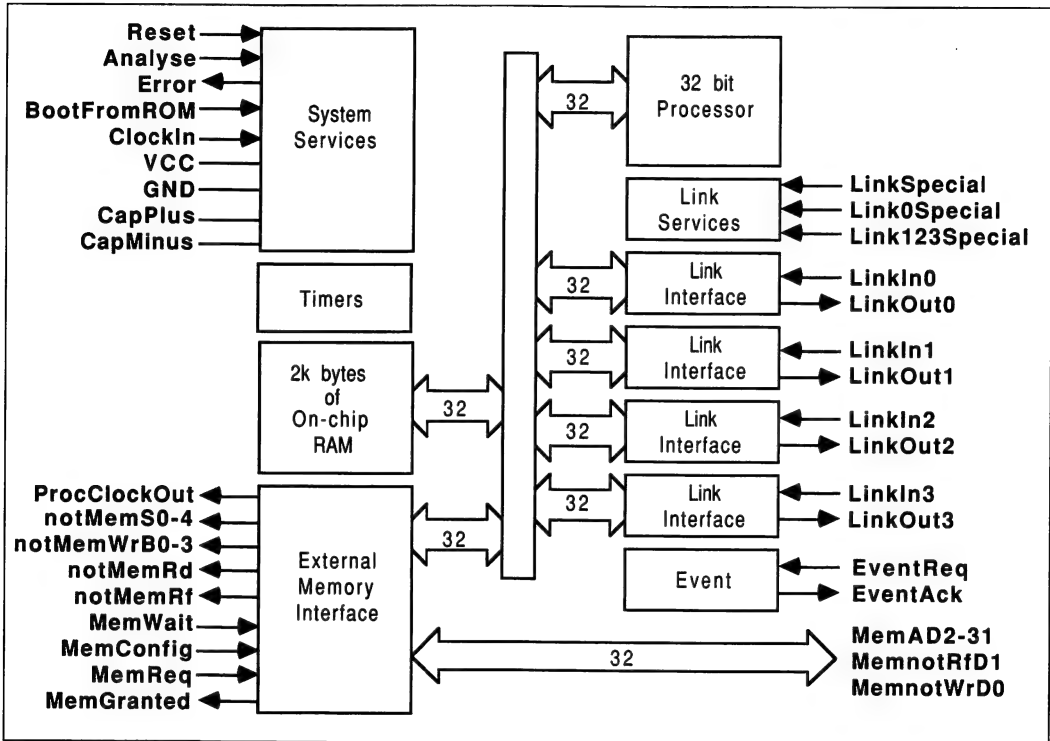 Reset
Analyse
Error
BootFromROM
ClockIn
VCC
GND
CapPlus
CapMinus
System
Services
Timers
2k bytes
of
On-chip
RAM
32
ProcClockOut
notMemS0-4
notMemWrB0-3
notMemRd
notMemRf
MemWait
MemConfig
MemReq
MemGranted
External
Memory
Interface
32
32
32 bit
Processor
Link
Services
LinkSpecial
Link0Special
Link123Special
32
Link
Interface
LinkIn0
LinkOut0
32
Link
Interface
LinkIn1
LinkOut1
32
Link
Interface
LinkIn2
LinkOut2
32
Link
Interface
LinkIn3
LinkOut3
Event
EventReq
EventAck
32
MemAD2-31
MemnotRfD1
MemnotWrD0